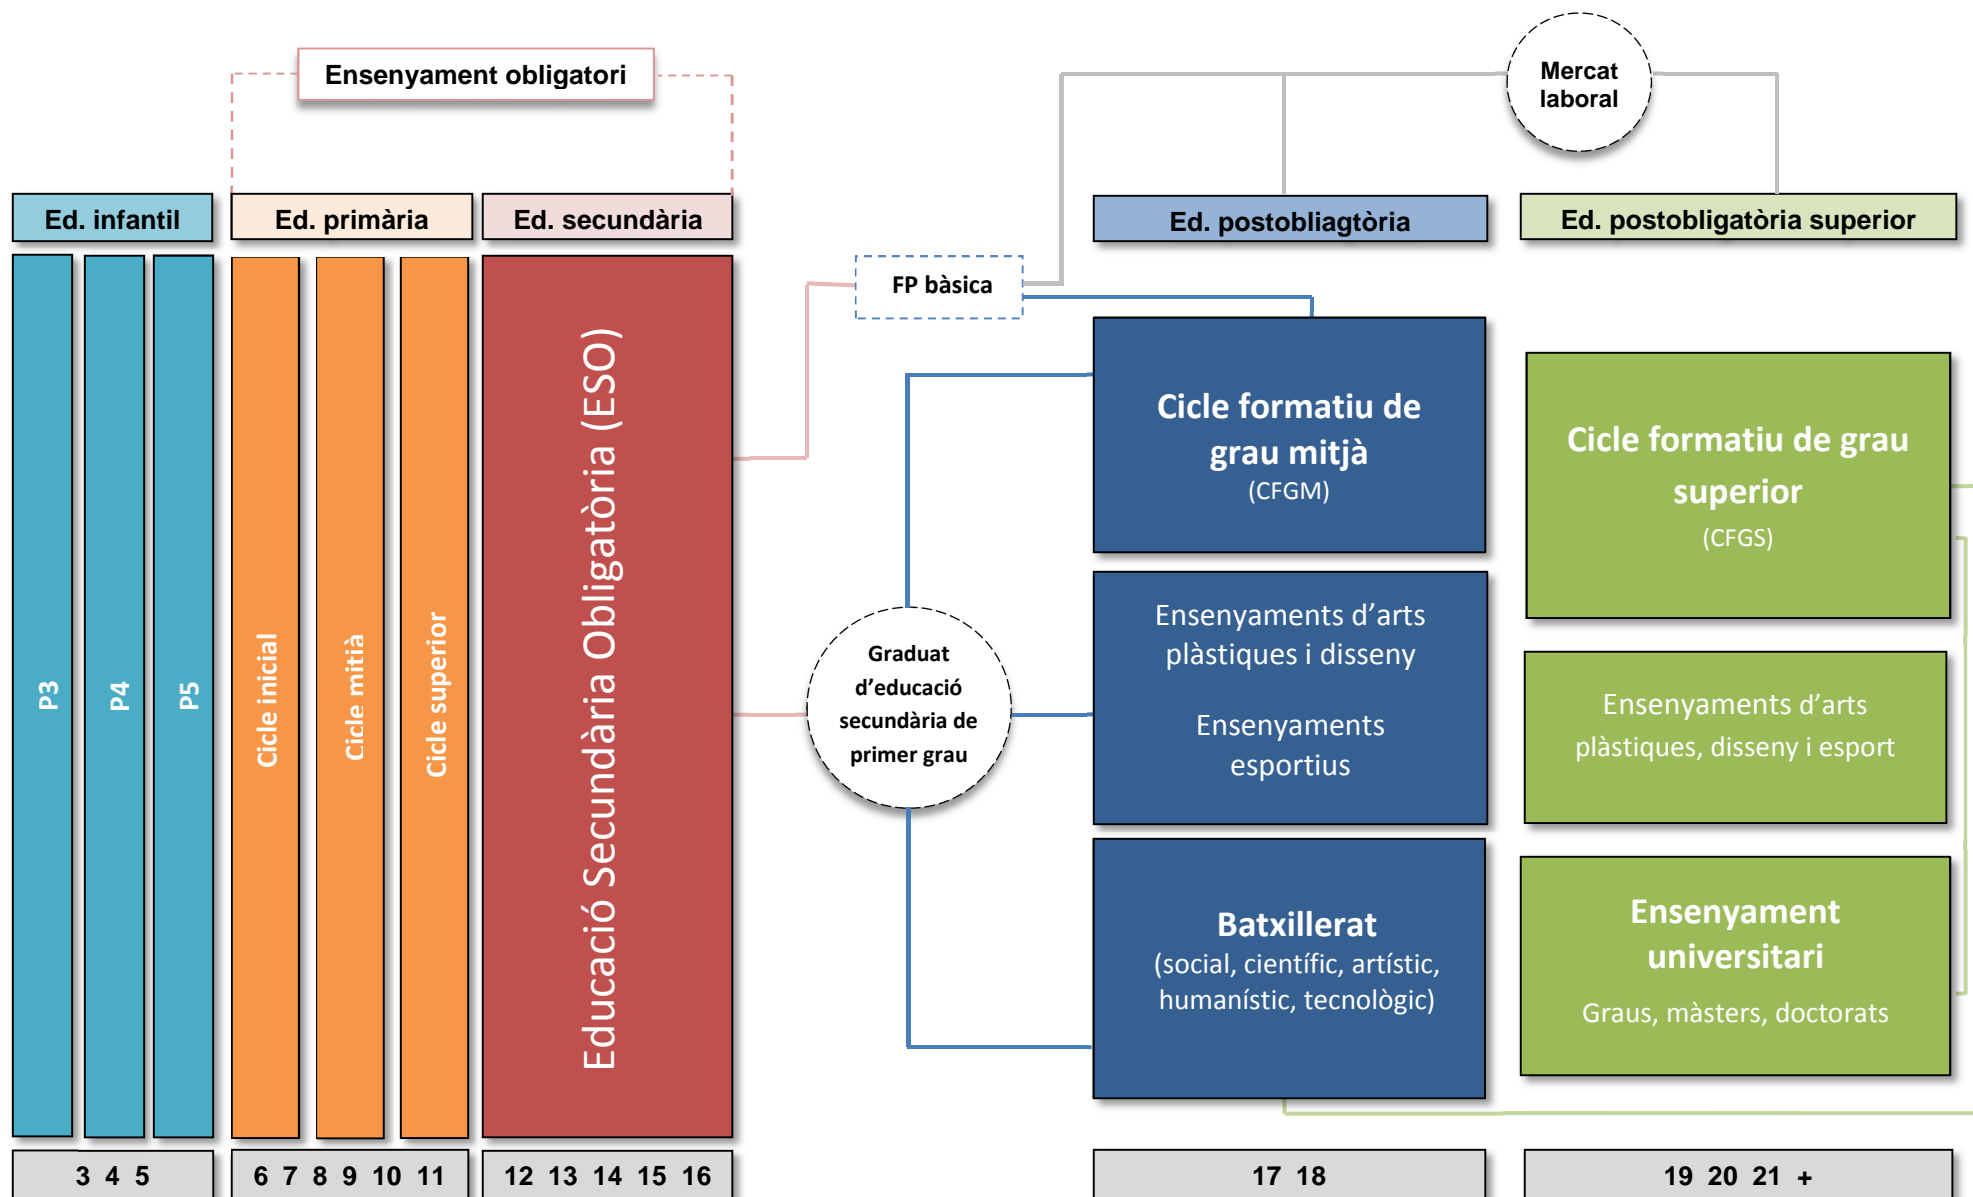 Ensenyament obligatori
Mercat
laboral
Ed. infantil
Ed. primària
Ed. secundària
Ed. postobliagtòria
Ed. postobligatòria superior
P3
P4
P5
Cicle inicial
Cicle mitià
Cicle superior
Educació Secundària Obligatòria (ESO)
FP bàsica
Graduat
d’educació
secundària de
primer grau
Cicle formatiu de
grau mitjà
(CFGM)
Ensenyaments d’arts
plàstiques i disseny
Ensenyaments
esportius
Batxillerat
(social, científic, artístic,
humanístic, tecnològic)
Cicle formatiu de grau
superior
(CFGS)
Ensenyaments d’arts
plàstiques, disseny i esport
Ensenyament
universitari
Graus, màsters, doctorats
3 4 5
6 7 8 9 10 11
12 13 14 15 16
17 18
19 20 21 +